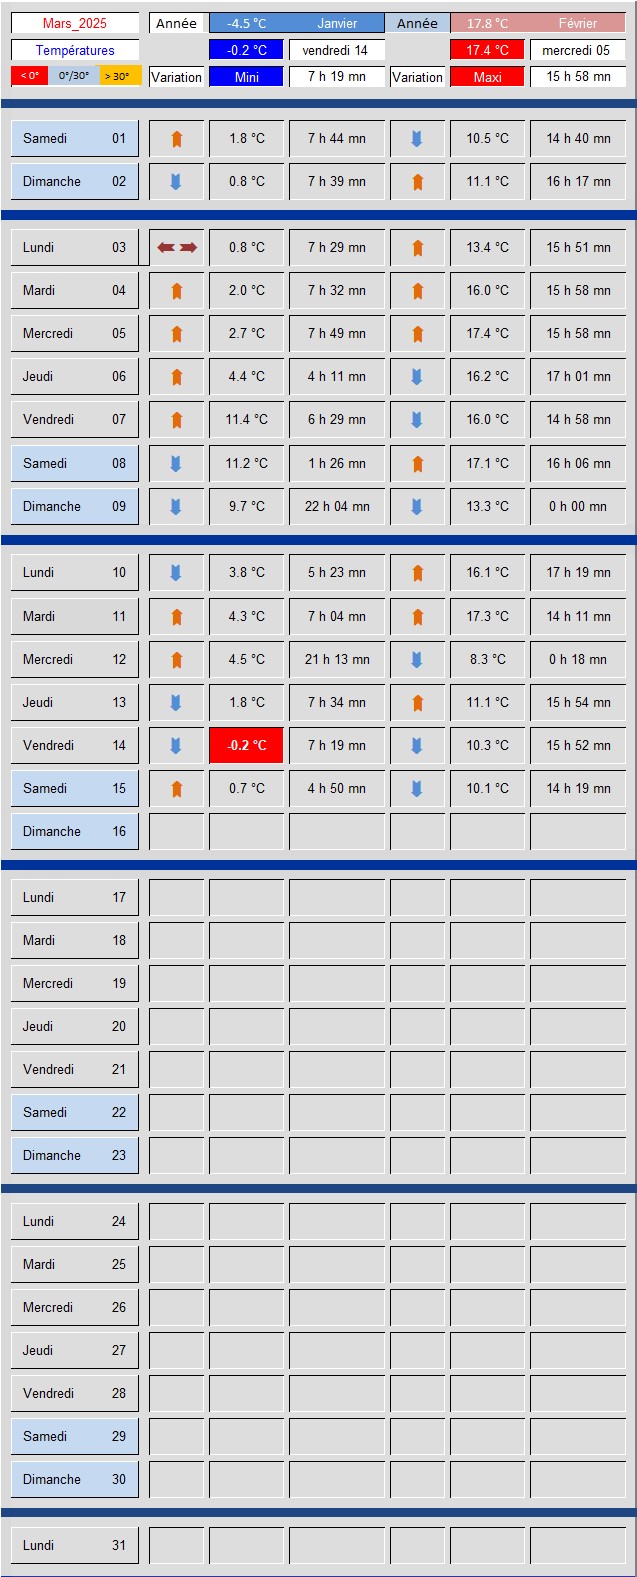 Mars_2025 Année -4.5 °C Janvier Année 17.8 °C Février
Températures -0.2 °C vendredi 14 17.4 °C mercredi 05
< 0° 0°/30° > 30° Variation Mini 7 h 19 mn Variation Maxi 15 h 58 mn
Samedi 01 1.8 °C 7 h 44 mn 10.5 °C 14 h 40 mn
Dimanche 02 0.8 °C 7 h 39 mn 11.1 °C 16 h 17 mn
Lundi 03 0.8 °C 7 h 29 mn 13.4 °C 15 h 51 mn
Mardi 04 2.0 °C 7 h 32 mn 16.0 °C 15 h 58 mn
Mercredi 05 2.7 °C 7 h 49 mn 17.4 °C 15 h 58 mn
Jeudi 06 4.4 °C 4 h 11 mn 16.2 °C 17 h 01 mn
Vendredi 07 11.4 °C 6 h 29 mn 16.0 °C 14 h 58 mn
Samedi 08 11.2 °C 1 h 26 mn 17.1 °C 16 h 06 mn
Dimanche 09 9.7 °C 22 h 04 mn 13.3 °C 0 h 00 mn
Lundi 10 3.8 °C 5 h 23 mn 16.1 °C 17 h 19 mn
Mardi 11 4.3 °C 7 h 04 mn 17.3 °C 14 h 11 mn
Mercredi 12 4.5 °C 21 h 13 mn 8.3 °C 0 h 18 mn
Jeudi 13 1.8 °C 7 h 34 mn 11.1 °C 15 h 54 mn
Vendredi 14 -0.2 °C 7 h 19 mn 10.3 °C 15 h 52 mn
Samedi 15 0.7 °C 4 h 50 mn 10.1 °C 14 h 19 mn
Dimanche 16
Lundi 17
Mardi 18
Mercredi 19
Jeudi 20
Vendredi 21
Samedi 22
Dimanche 23
Lundi 24
Mardi 25
Mercredi 26
Jeudi 27
Vendredi 28
Samedi 29
Dimanche 30
Lundi 31